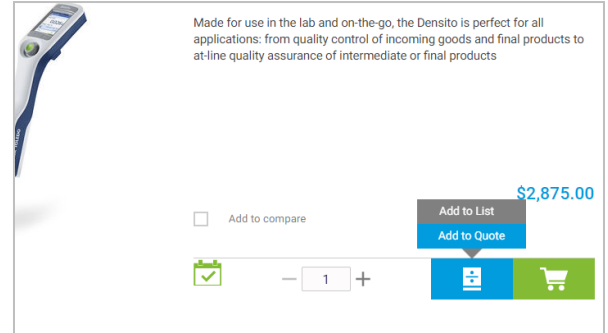 Made for use in the lab and on-the-go, the Densito is perfect for all
applications: from quality control of incoming goods and final products to
at-line quality assurance of intermediate or final products
$2,875.00
Add to compare
Add to List
Add to Quote
1